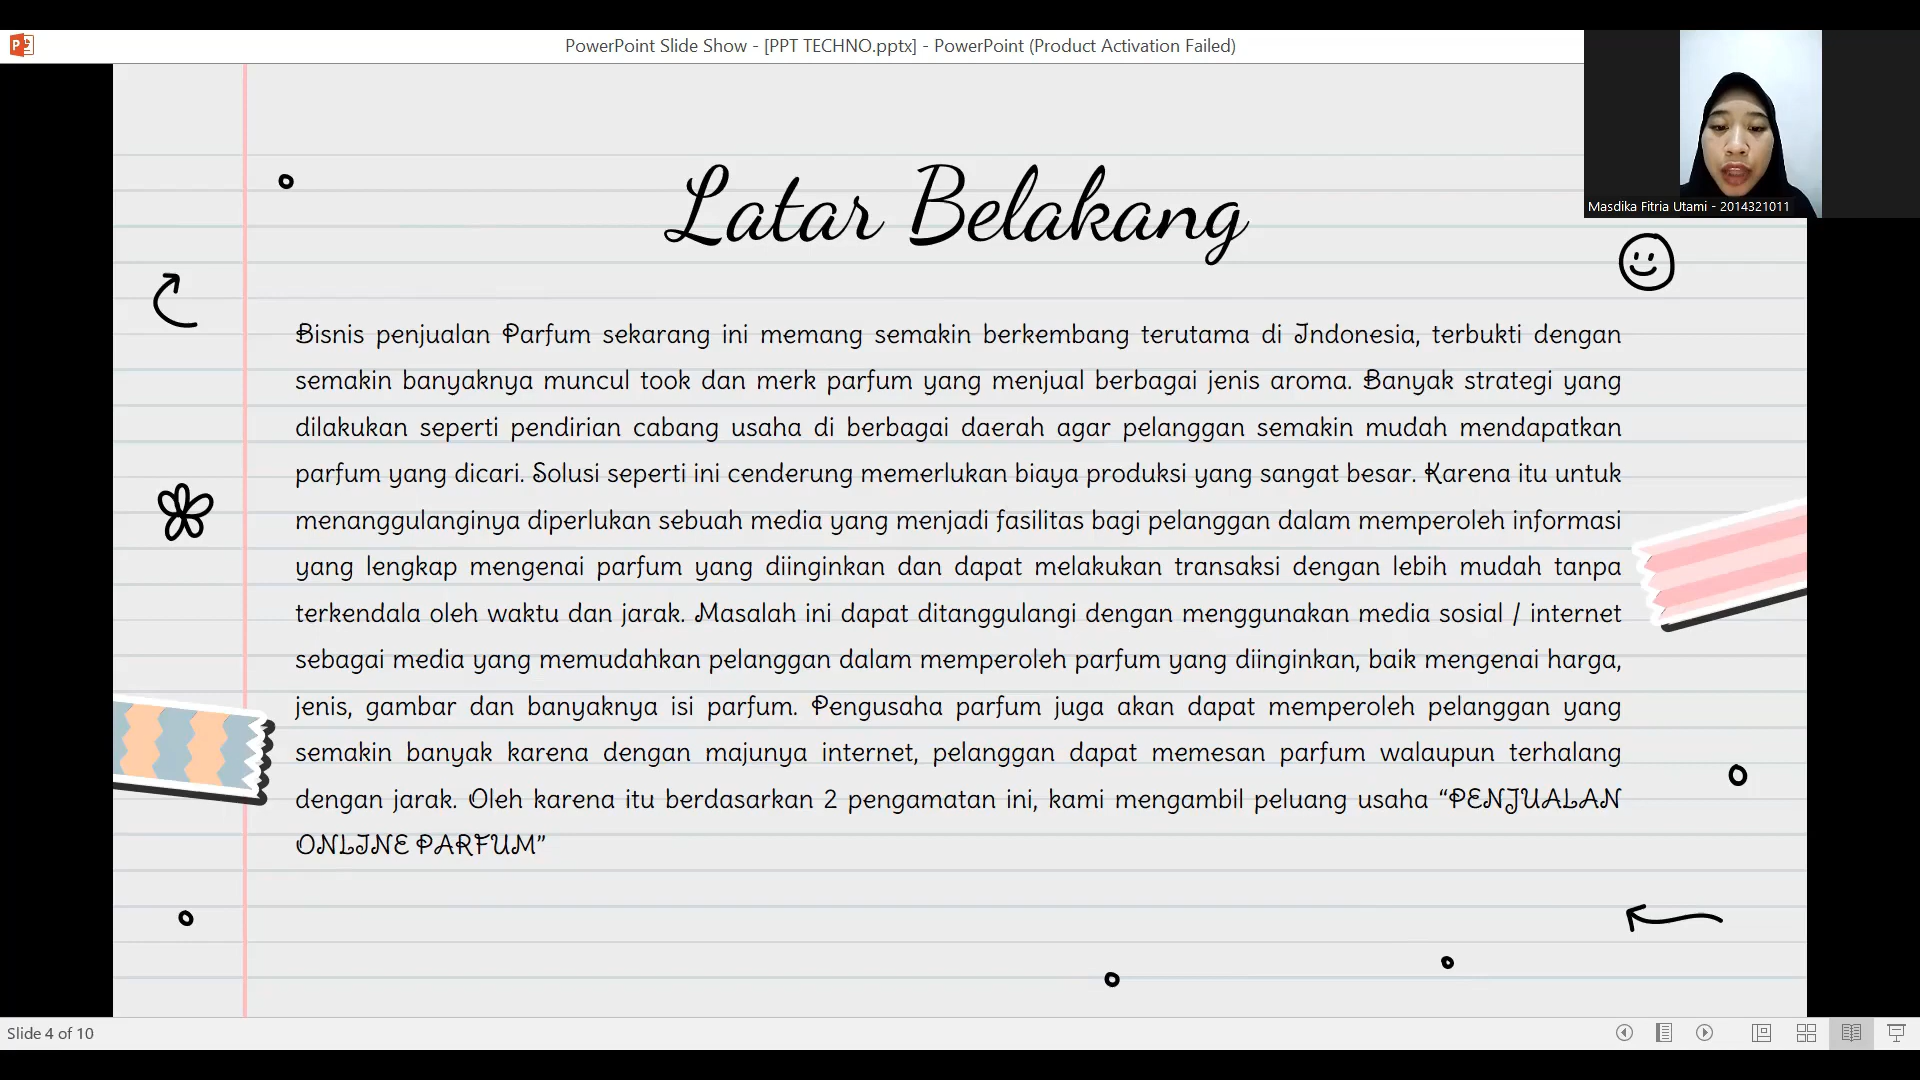 PowerPoint Slide Show - [PPT TECHNO.pptx] - PowerPoint (Product Activation Failed)
Masdika Fitria Utami - 2014321011
Latar Belakang
Bisnis penjualan Parfum sekarang ini memang semakin berkembang terutama di Indonesia, terbukti dengan
semakin banyaknya muncul took dan merk parfum yang menjual berbagai jenis aroma. Banyak strategi yang
dilakukan seperti pendirian cabang usaha di berbagai daerah agar pelanggan semakin mudah mendapatkan
parfum yang dicari. Solusi seperti ini cenderung memerlukan biaya produksi yang sangat besar. Karena itu untuk
menanggulanginya diperlukan sebuah media yang menjadi fasilitas bagi pelanggan dalam memperoleh informasi
yang lengkap mengenai parfum yang diinginkan dan dapat melakukan transaksi dengan lebih mudah tanpa
terkendala oleh waktu dan jarak. Masalah ini dapat ditanggulangi dengan menggunakan media sosial / internet
sebagai media yang memudahkan pelanggan dalam memperoleh parfum yang diinginkan, baik mengenai harga,
jenis, gambar dan banyaknya isi parfum. Pengusaha parfum juga akan dapat memperoleh pelanggan yang
semakin banyak karena dengan majunya internet, pelanggan dapat memesan parfum walaupun terhalang
dengan jarak. Oleh karena itu berdasarkan 2 pengamatan ini, kami mengambil peluang usaha “PENJUALAN
ONLINE PARFUM”
Slide 4 of 10